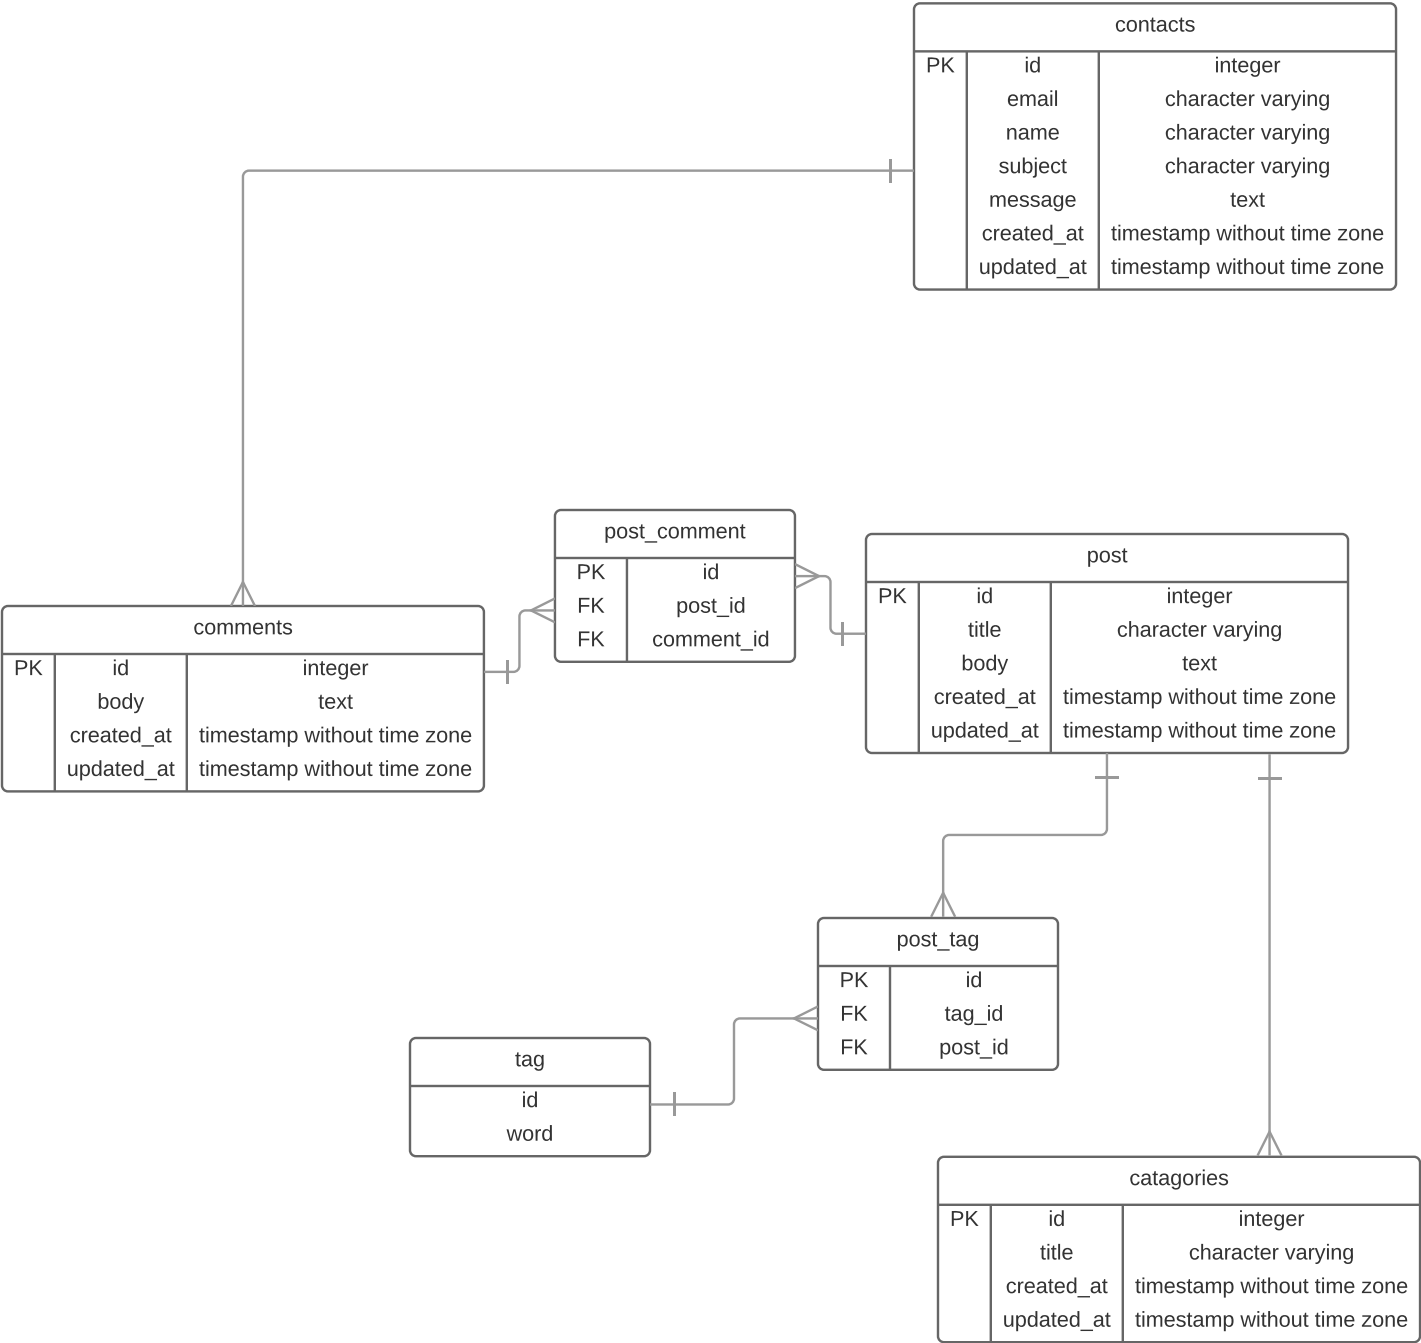 contacts
PK id integer
email character varying
name character varying
subject character varying
message text
created_at timestamp without time zone
updated_at timestamp without time zone
post_comment
PK id
FK post_id
FK comment_id
post
PK id integer
title character varying
body text
created_at timestamp without time zone
updated_at timestamp without time zone
comments
PK id integer
body text
created_at timestamp without time zone
updated_at timestamp without time zone
post_tag
PK id
FK tag_id
FK post_id
tag
id
word
catagories
PK id integer
title character varying
created_at timestamp without time zone
updated_at timestamp without time zone